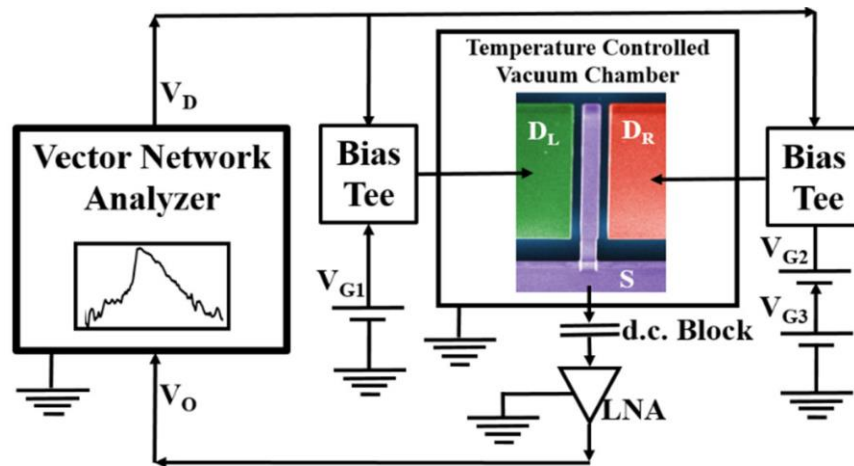 Temperature Controlled
Vacuum Chamber
V_D
D_L
D_R
Vector Network
Analyzer
Bias
Tee
Bias
Tee
V_G1
V_G2
S
V_G3
d.c. Block
V_O
LNA